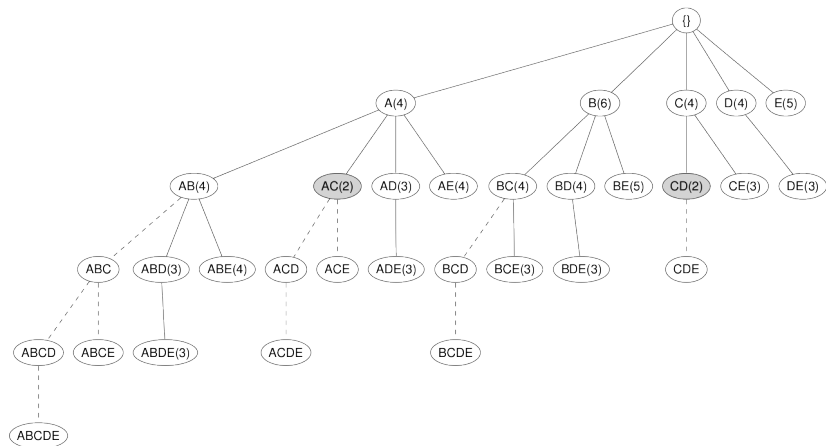 {}
A(4) B(6) C(4) D(4) E(5)
AB(4) AC(2) AD(3) AE(4) BC(4) BD(4) BE(5) CD(2) CE(3) DE(3)
ABC ABD(3) ABE(4) ACD ACE ADE(3) BCD BCE(3) BDE(3) CDE
ABCD ABCE ABDE(3) ACDE BCDE
ABCDE